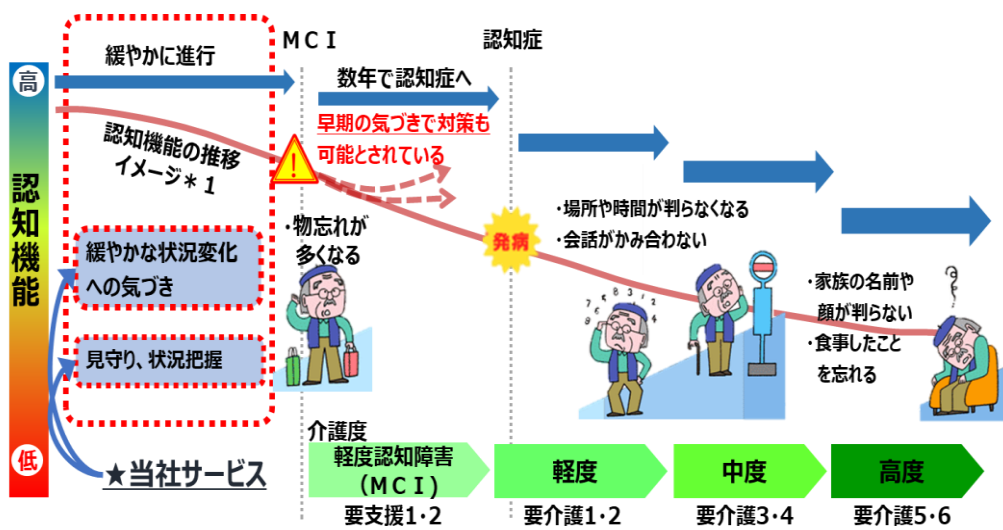 高
認知機能
低
緩やかに進行
認知機能の推移
イメージ*1
緩やかな状況変化
への気づき
見守り、状況把握
★当社サービス
MCI
数年で認知症へ
早期の気づきで対策も
可能とされている
!
・物忘れが
多くなる
認知症
発病
・場所や時間が判らなくなる
・会話がかみ合わない
・家族の名前や
顔が判らない
・食事したこと
を忘れる
介護度
軽度認知障害
(MCI)
要支援1・2
軽度
要介護1・2
中度
要介護3・4
高度
要介護5・6